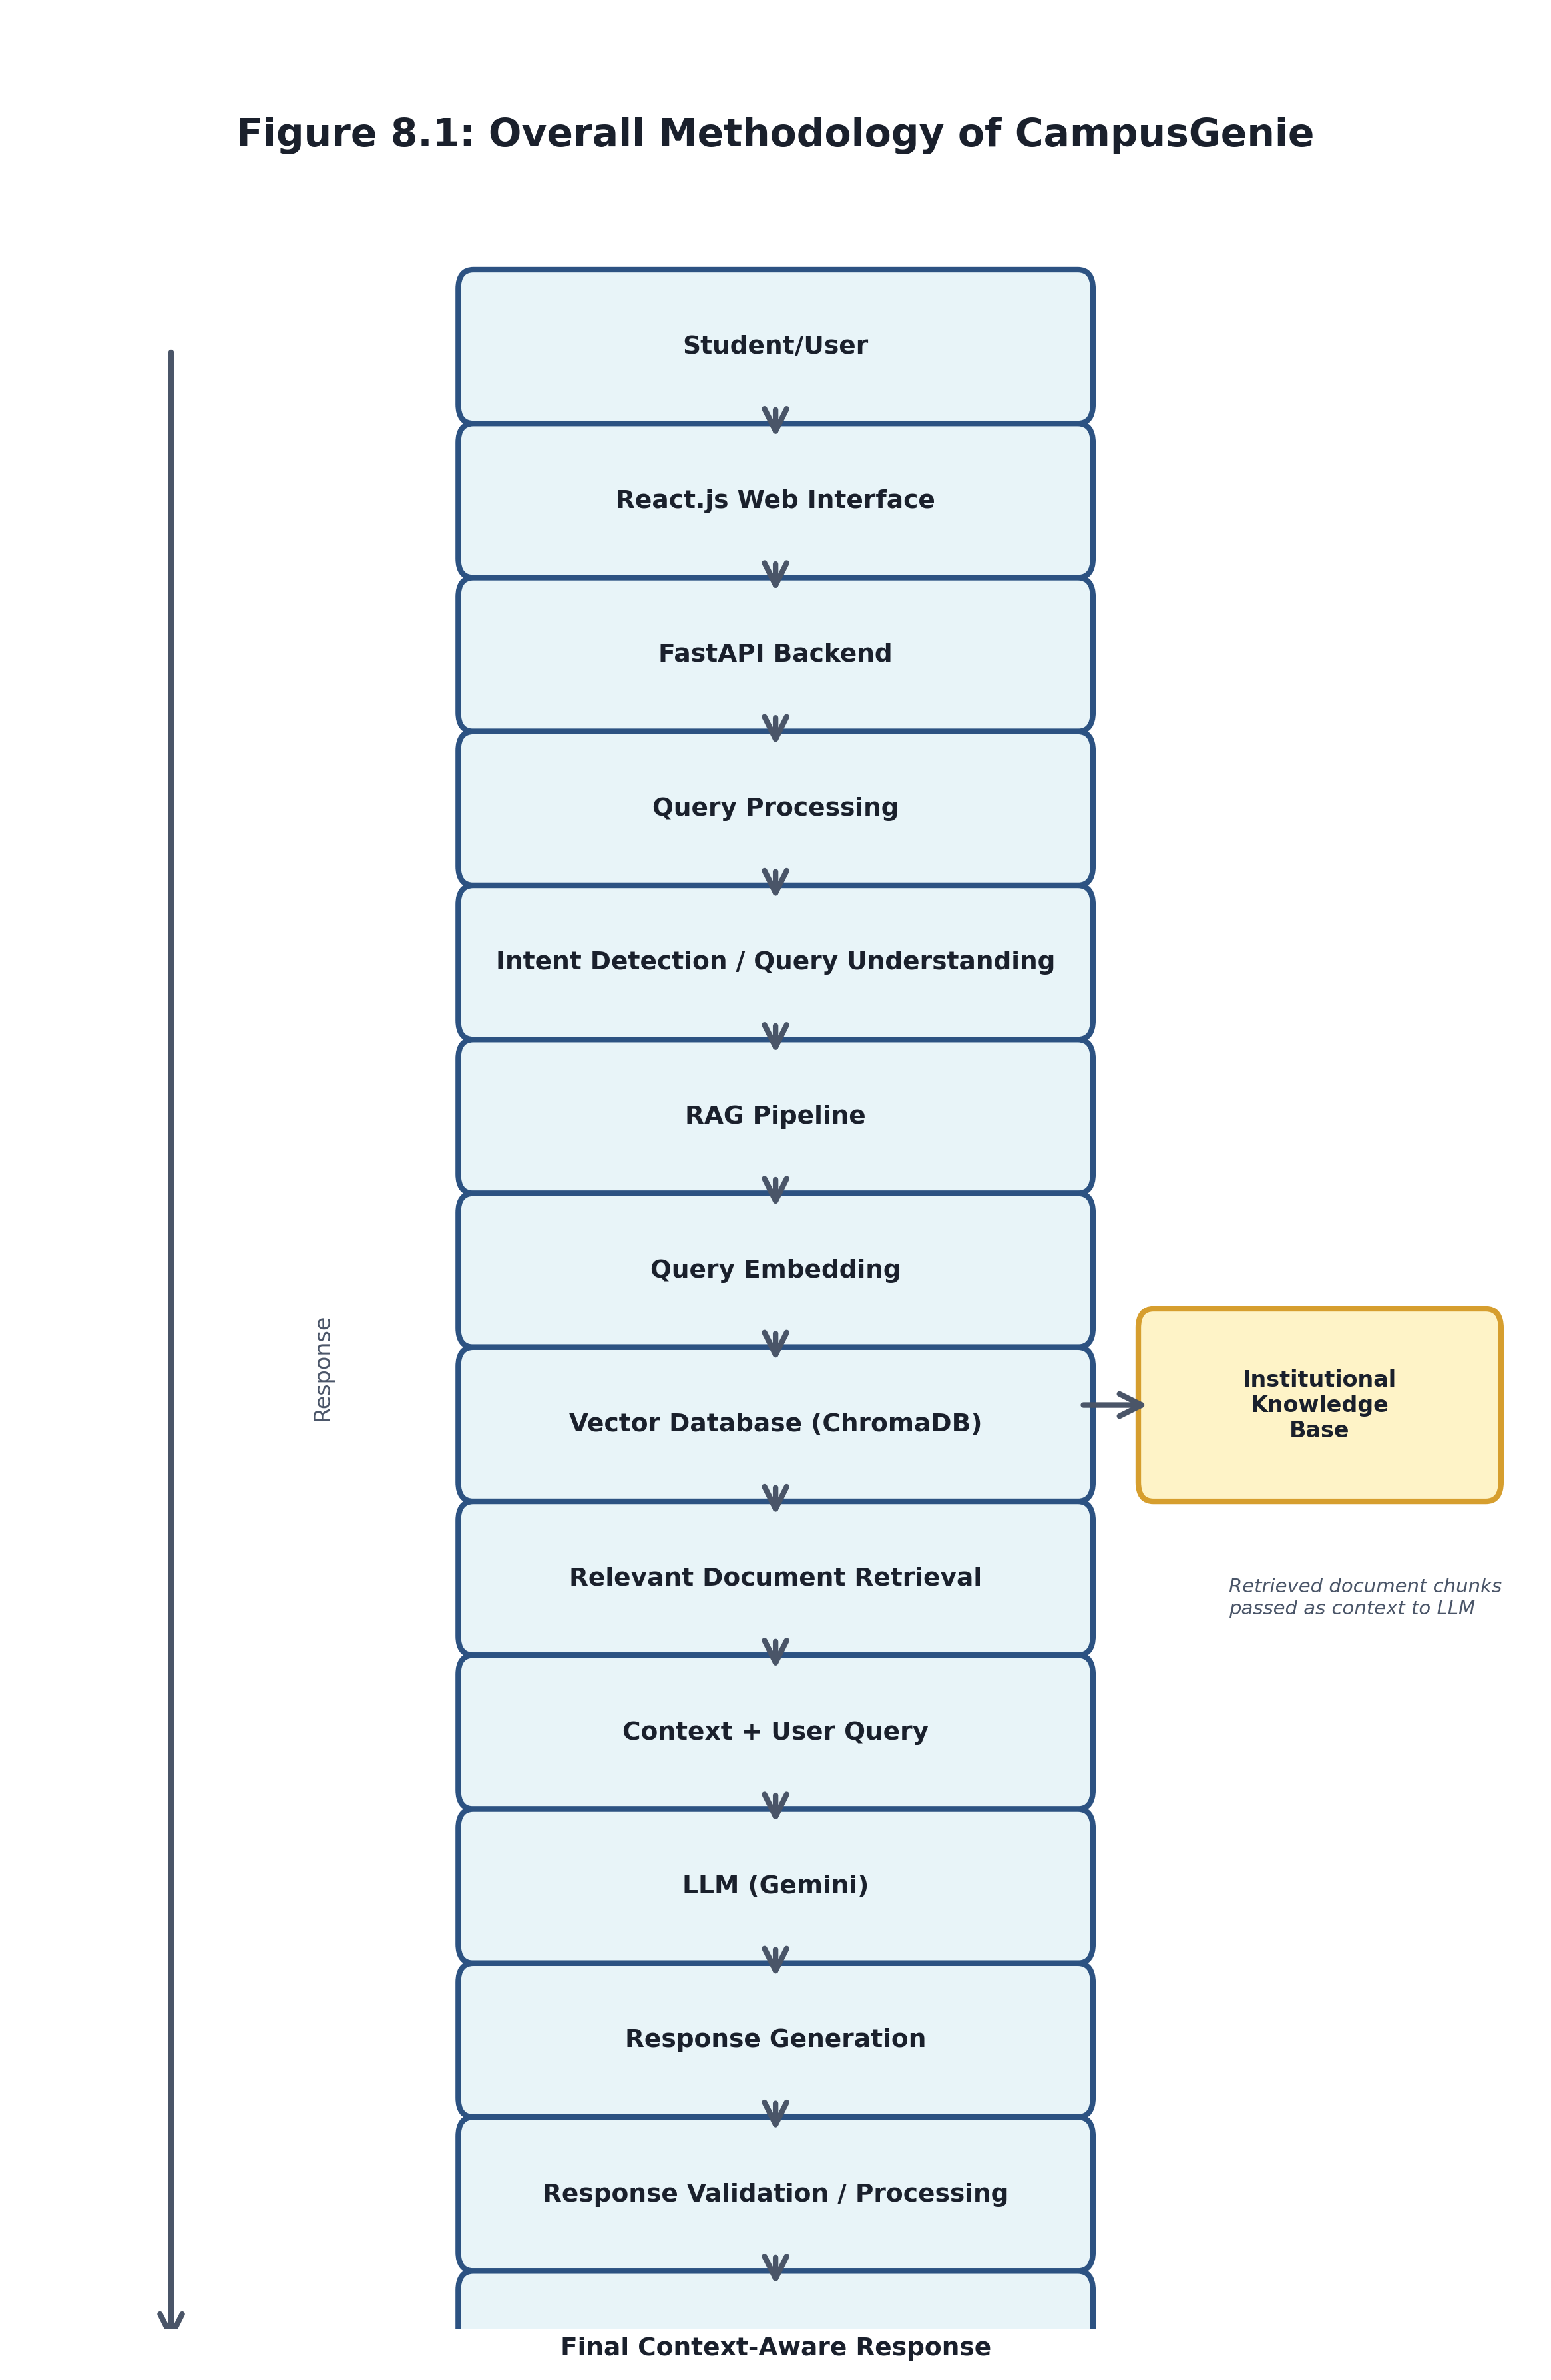 Figure 8.1: Overall Methodology of CampusGenie
Student/User
React.js Web Interface
FastAPI Backend
Query Processing
Intent Detection / Query Understanding
RAG Pipeline
Query Embedding
Response
Vector Database (ChromaDB)
Institutional
Knowledge
Base
Relevant Document Retrieval
Retrieved document chunks
passed as context to LLM
Context + User Query
LLM (Gemini)
Response Generation
Response Validation / Processing
Final Context-Aware Response